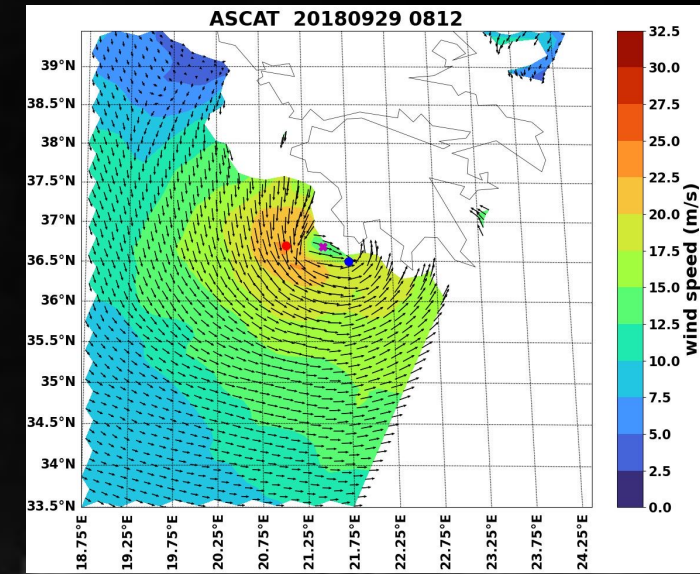 ASCAT 20180929 0812
39°N
38.5°N
38°N
37.5°N
37°N
36.5°N
36°N
35.5°N
35°N
34.5°N
34°N
33.5°N
18.75°E
19.25°E
19.75°E
20.25°E
20.75°E
21.25°E
21.75°E
22.25°E
22.75°E
23.25°E
23.75°E
24.25°E
32.5
30.0
27.5
25.0
22.5
20.0
17.5
15.0
12.5
10.0
7.5
5.0
2.5
0.0
wind speed (m/s)